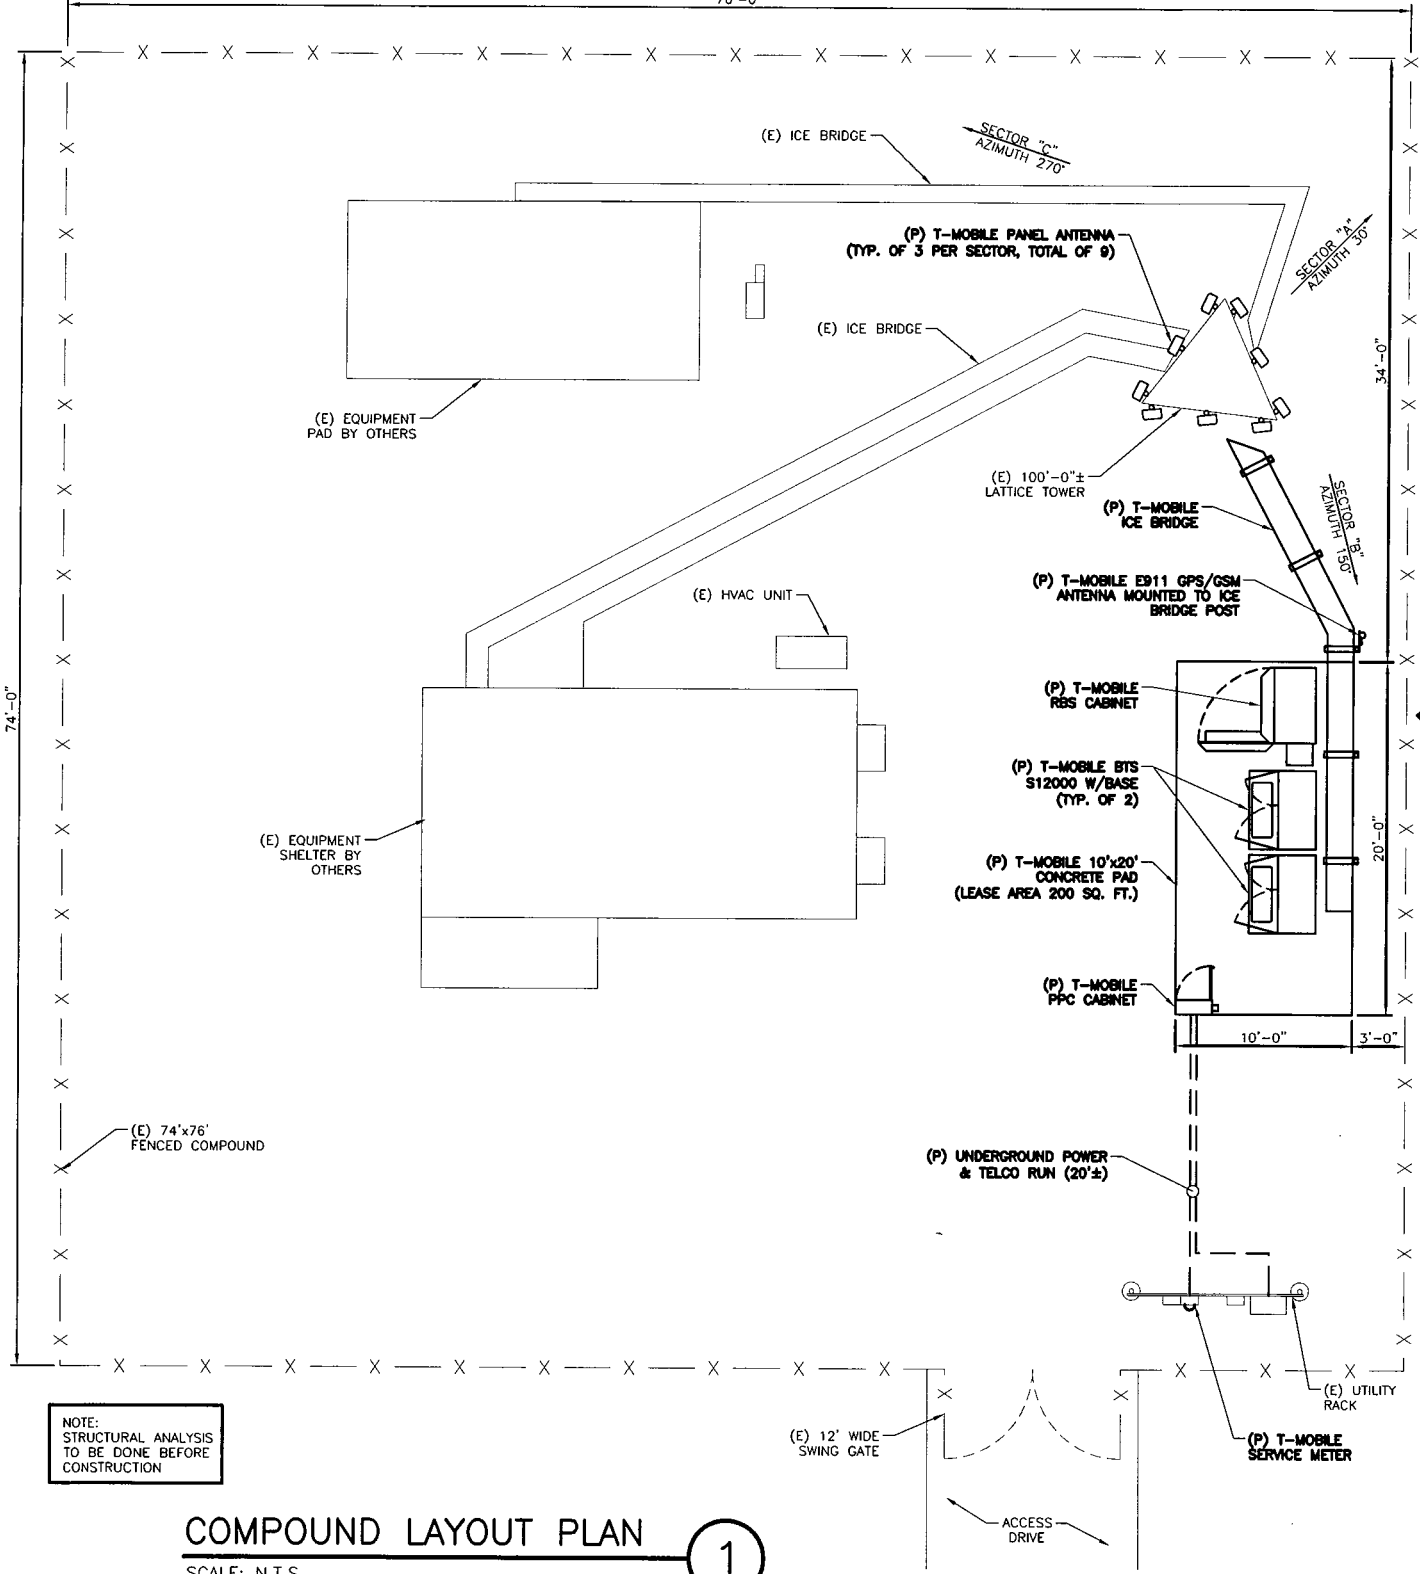 (E) ICE BRIDGE
SECTOR "C"
AZIMUTH 270°
(P) T-MOBILE PANEL ANTENNA
(TYP. OF 3 PER SECTOR, TOTAL OF 9)
SECTOR "A"
AZIMUTH 30°
(E) ICE BRIDGE
34'-0"
(E) EQUIPMENT
PAD BY OTHERS
(E) 100'-0"±
LATTICE TOWER
(P) T-MOBILE
ICE BRIDGE
SECTOR "B"
AZIMUTH 150°
(P) T-MOBILE E911 GPS/GSM
ANTENNA MOUNTED TO ICE
BRIDGE POST
(E) HVAC UNIT
74'-0"
(P) T-MOBILE
RBS CABINET
(P) T-MOBILE BTS
S12000 W/BASE
(TYP. OF 2)
20'-0"
(E) EQUIPMENT
SHELTER BY
OTHERS
(P) T-MOBILE 10'x20'
CONCRETE PAD
(LEASE AREA 200 SQ. FT.)
(P) T-MOBILE
PPC CABINET
10'-0"
3'-0"
(E) 74'x76'
FENCED COMPOUND
(P) UNDERGROUND POWER
& TELCO RUN (20'±)
(E) UTILITY
RACK
(P) T-MOBILE
SERVICE METER
(E) 12' WIDE
SWING GATE
NOTE:
STRUCTURAL ANALYSIS
TO BE DONE BEFORE
CONSTRUCTION
ACCESS
DRIVE
COMPOUND LAYOUT PLAN
1
SCALE: N.T.S.